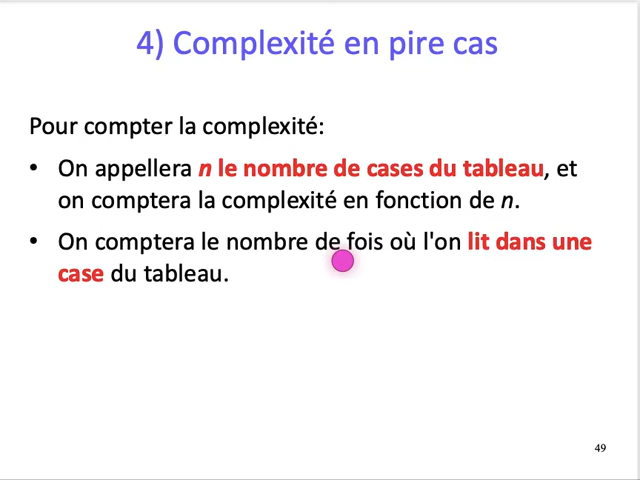 4) Complexité en pire cas
Pour compter la complexité:
• On appellera n le nombre de cases du tableau, et
on comptera la complexité en fonction de n.
• On comptera le nombre de fois où l'on lit dans une
case du tableau.
49